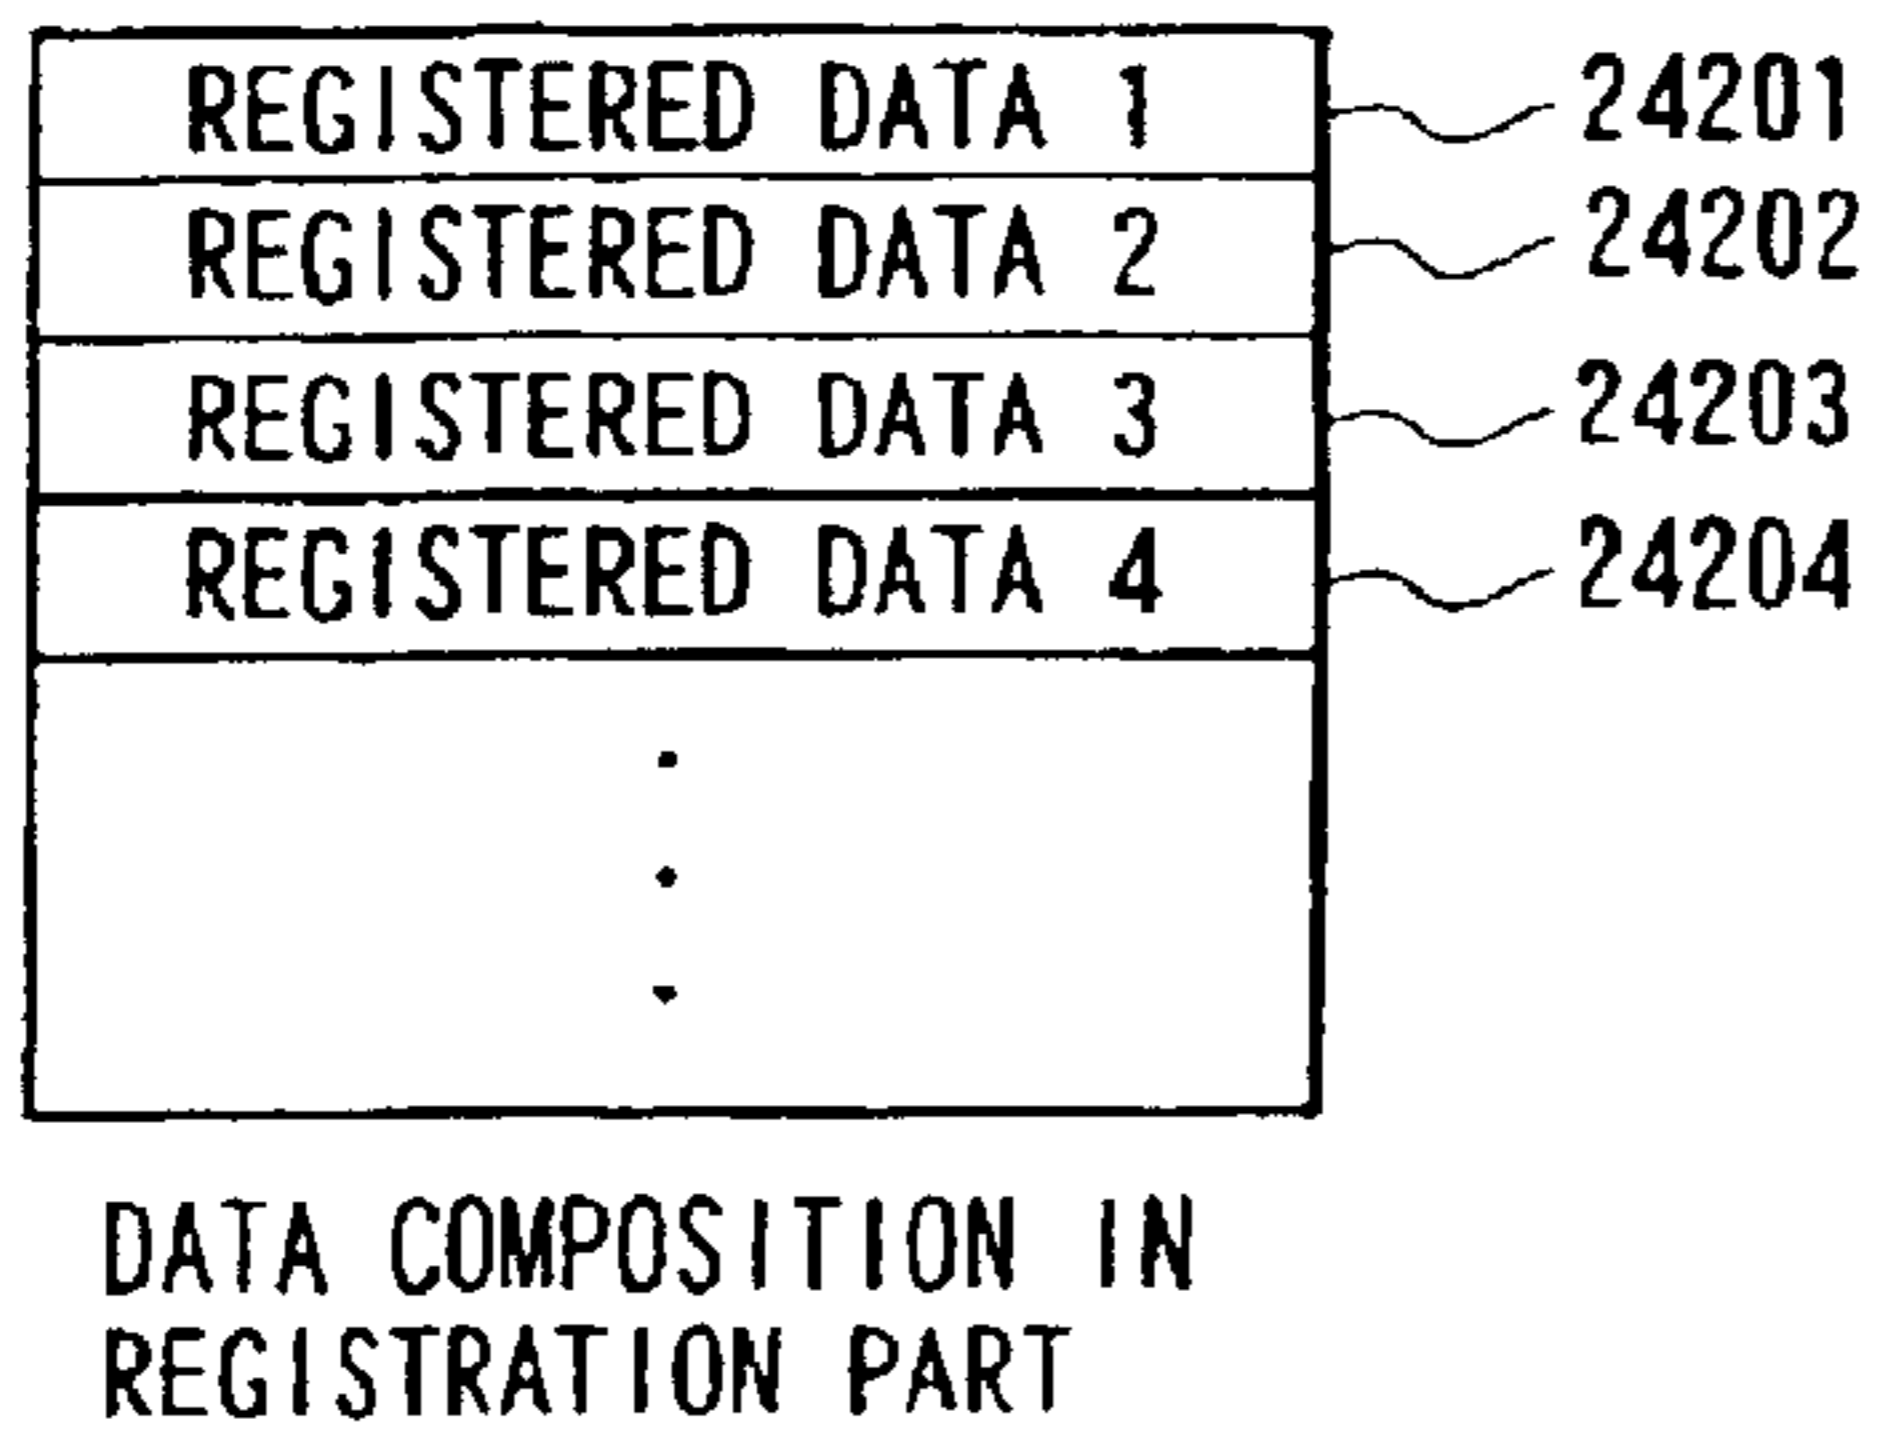 REGISTERED DATA 1 24201
REGISTERED DATA 2 24202
REGISTERED DATA 3 24203
REGISTERED DATA 4 24204
DATA COMPOSITION IN
REGISTRATION PART